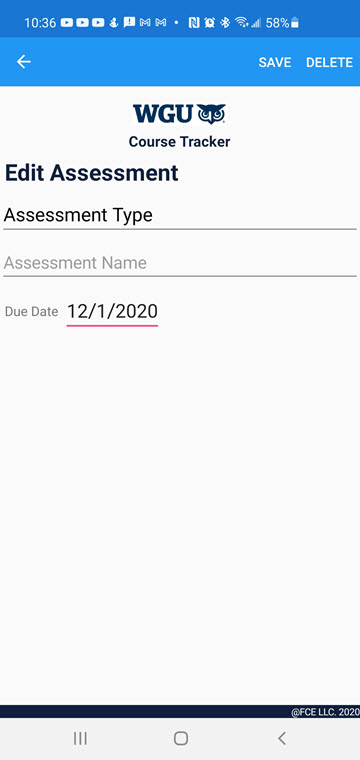 10:36 58%
SAVE DELETE
WGU
Course Tracker
Edit Assessment
Assessment Type
Assessment Name
Due Date 12/1/2020
@FCE LLC. 2020